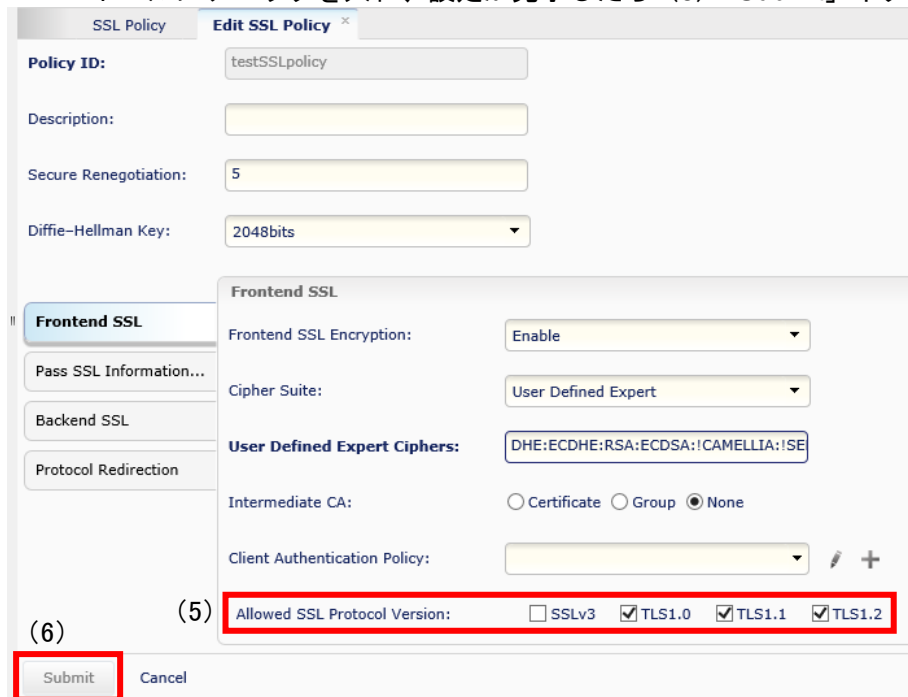 SSL Policy Edit SSL Policy ×
Policy ID: testSSLpolicy
Description:
Secure Renegotiation: 5
Diffie-Hellman Key: 2048bits
Frontend SSL
Frontend SSL
Frontend SSL Encryption: Enable
Pass SSL Information...
Cipher Suite: User Defined Expert
Backend SSL
User Defined Expert Ciphers: DHE:ECDHE:RSA:ECDSA:!CAMELLIA:!SE
Protocol Redirection
Intermediate CA: Certificate Group None
Client Authentication Policy:
(5) Allowed SSL Protocol Version: SSLv3 TLS1.0 TLS1.1 TLS1.2
(6)
Submit Cancel